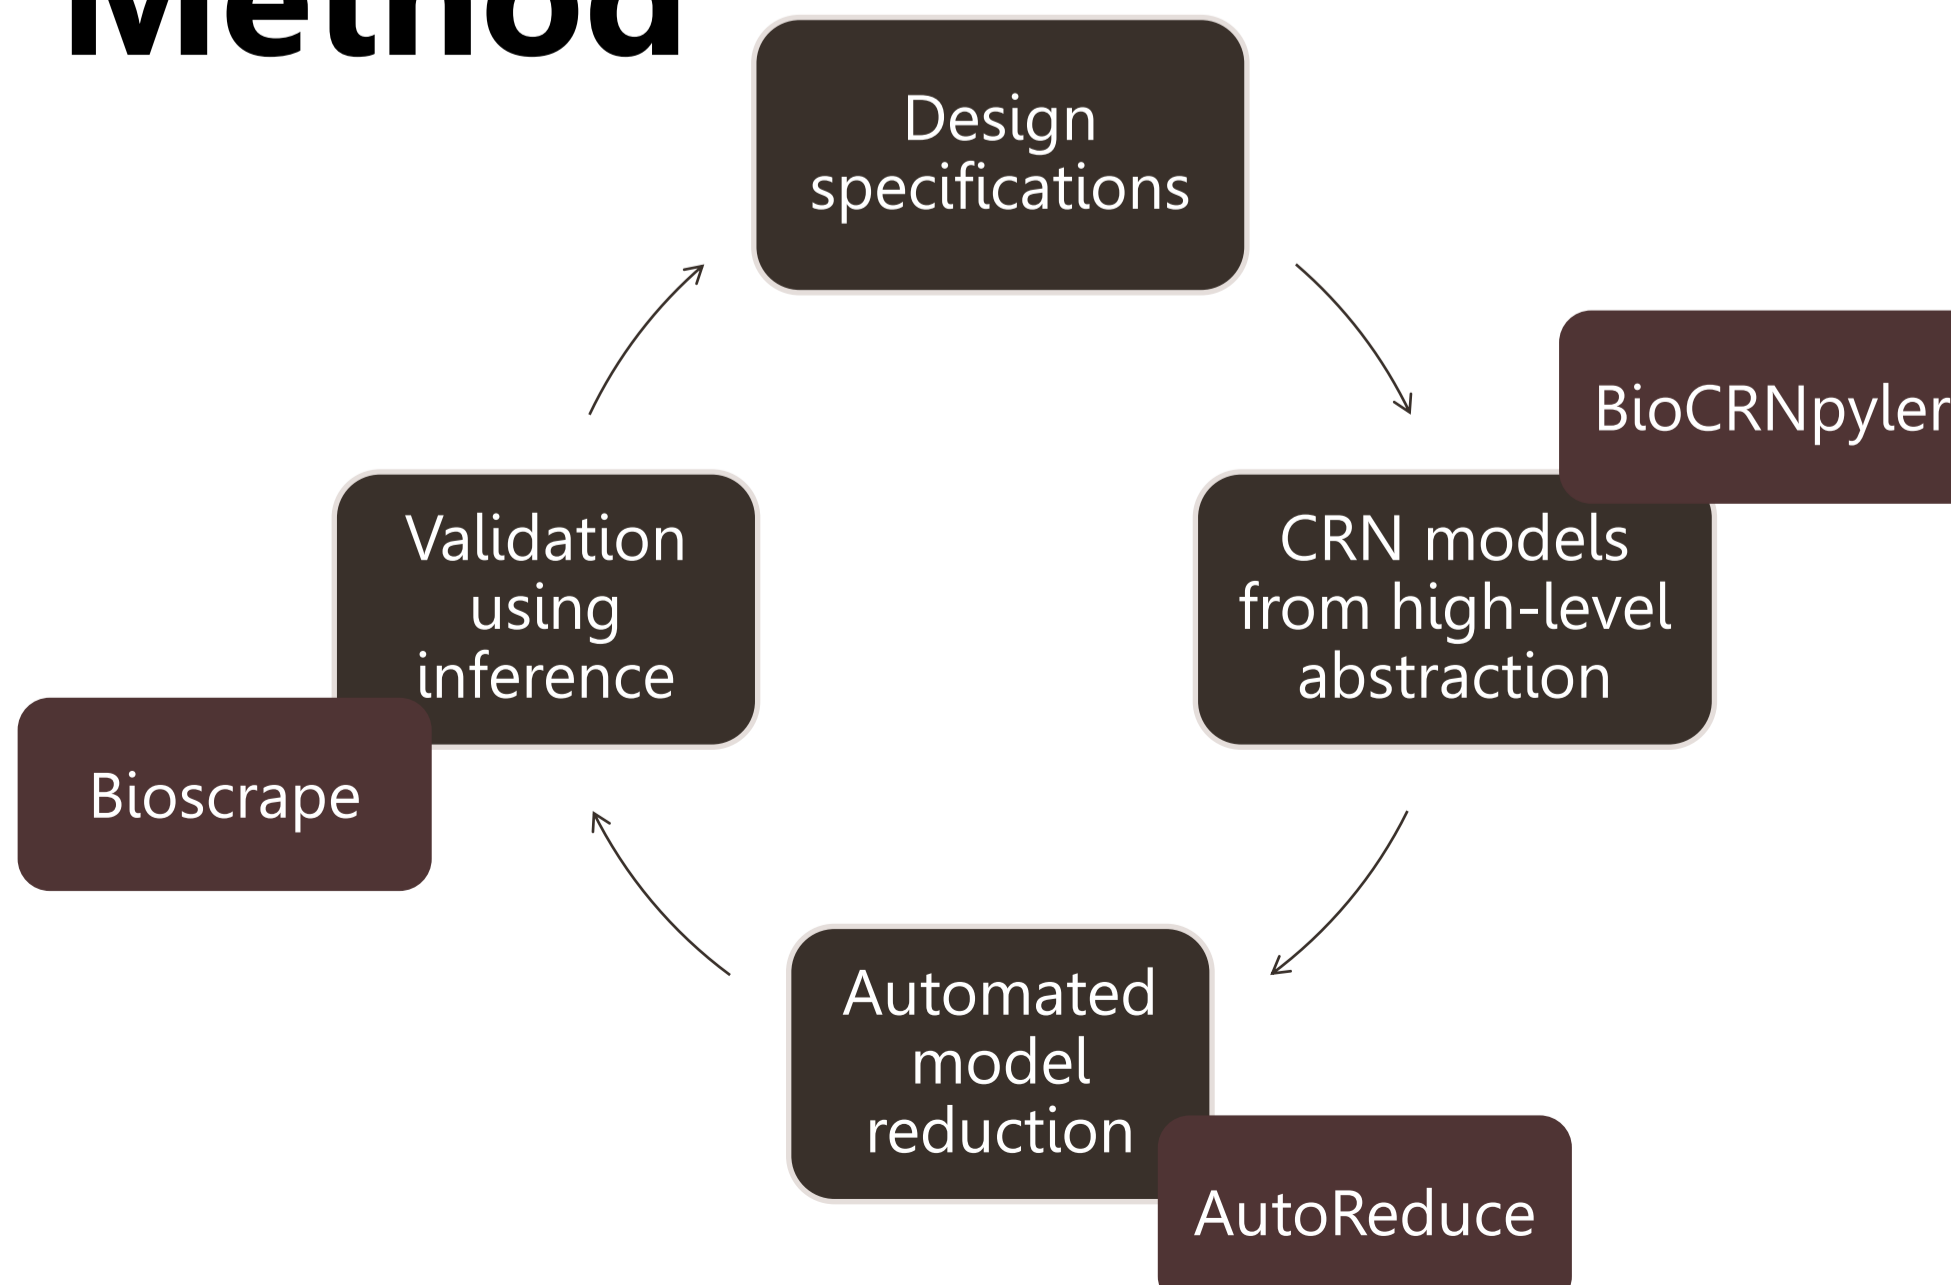 Method
Design
specifications
BioCRNpyler
CRN models
from high-level
abstraction
Validation
using
inference
Bioscrape
Automated
model
reduction
AutoReduce